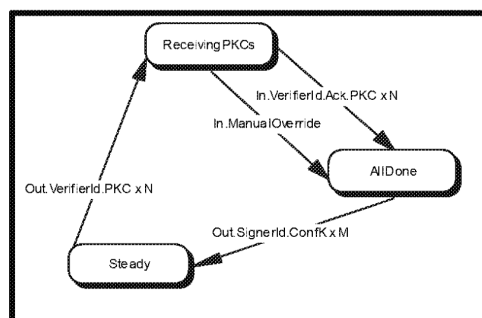 ReceivingPKCs
In.VerifierId.Ack.PKC x N
In.ManualOverride
AllDone
Out.VerifierId.PKC x N
Out.SignerId.ConfK x M
Steady